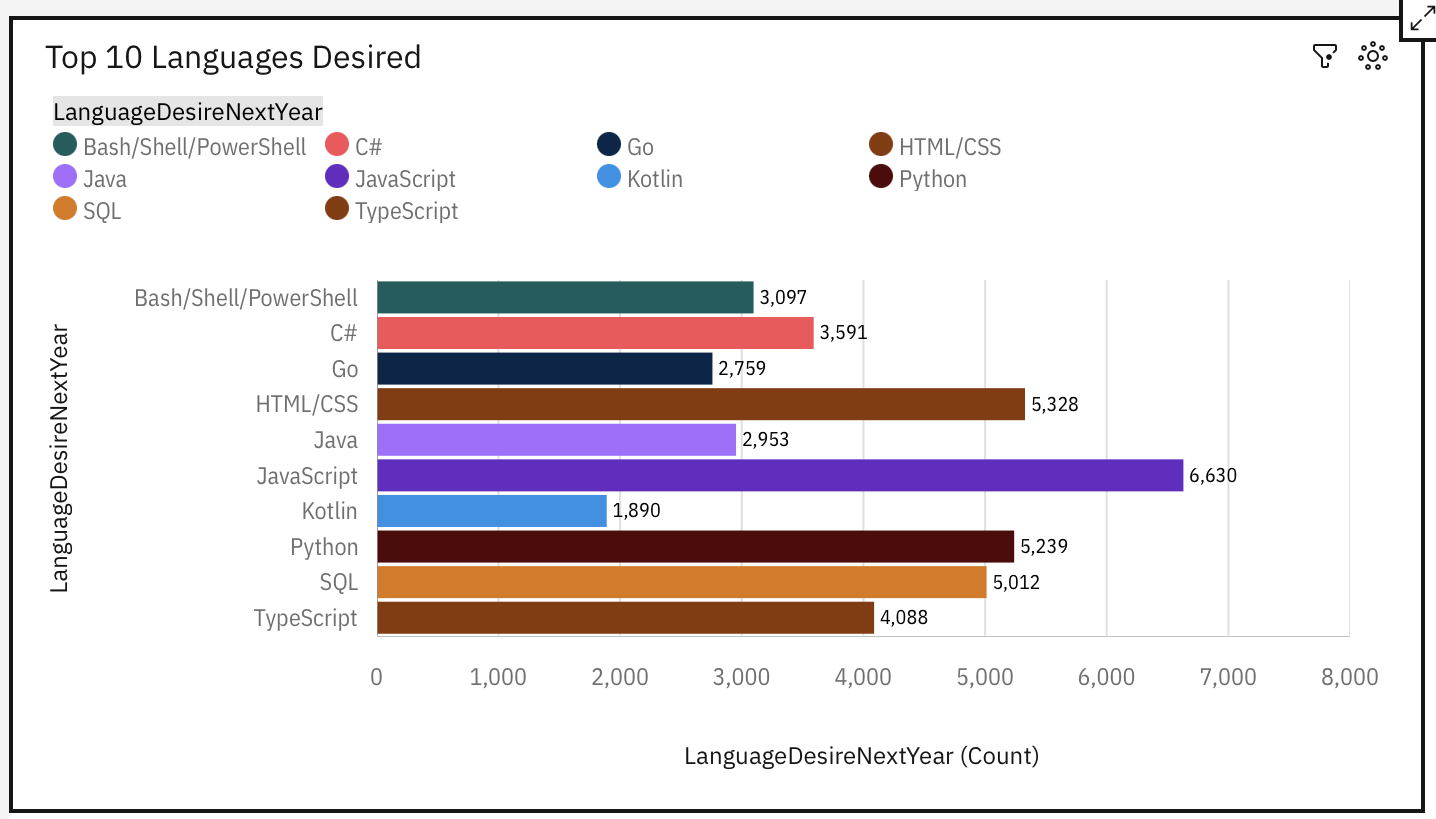 Top 10 Languages Desired
LanguageDesireNextYear
Bash/Shell/PowerShell C# Go HTML/CSS
Java JavaScript Kotlin Python
SQL TypeScript
LanguageDesireNextYear
Bash/Shell/PowerShell 3,097
C# 3,591
Go 2,759
HTML/CSS 5,328
Java 2,953
JavaScript 6,630
Kotlin 1,890
Python 5,239
SQL 5,012
TypeScript 4,088
0 1,000 2,000 3,000 4,000 5,000 6,000 7,000 8,000
LanguageDesireNextYear (Count)